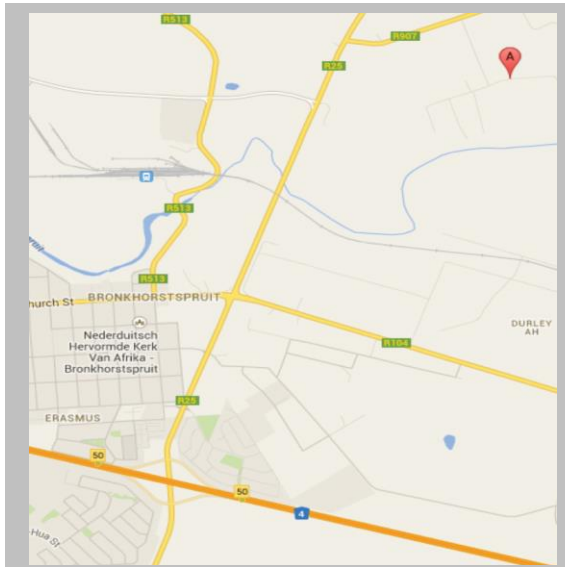 R513
R907
A
R25
R513
R513
hurch St
BRONKHORSTSPRUIT
Nederduitsch
Hervormde Kerk
Van Afrika -
Bronkhorstspruit
DURLEY
AH
R104
R25
ERASMUS
50
50
4
Hua St